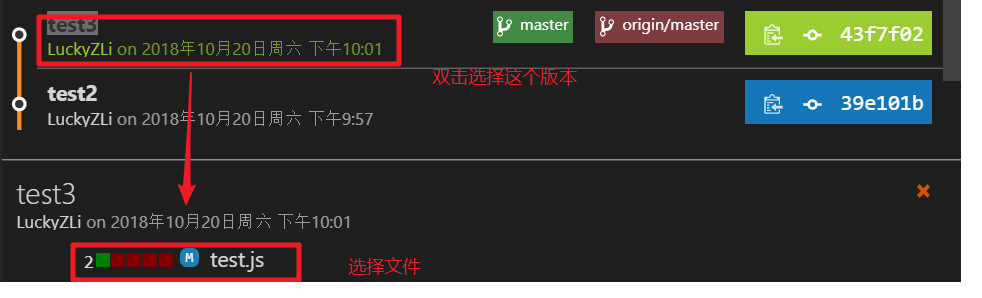 test3
master
origin/master
43f7f02
LuckyZLi on 2018年10月20日周六 下午10:01
双击选择这个版本
test2
39e101b
LuckyZLi on 2018年10月20日周六 下午9:57
test3
LuckyZLi on 2018年10月20日周六 下午10:01
2 M test.js
选择文件